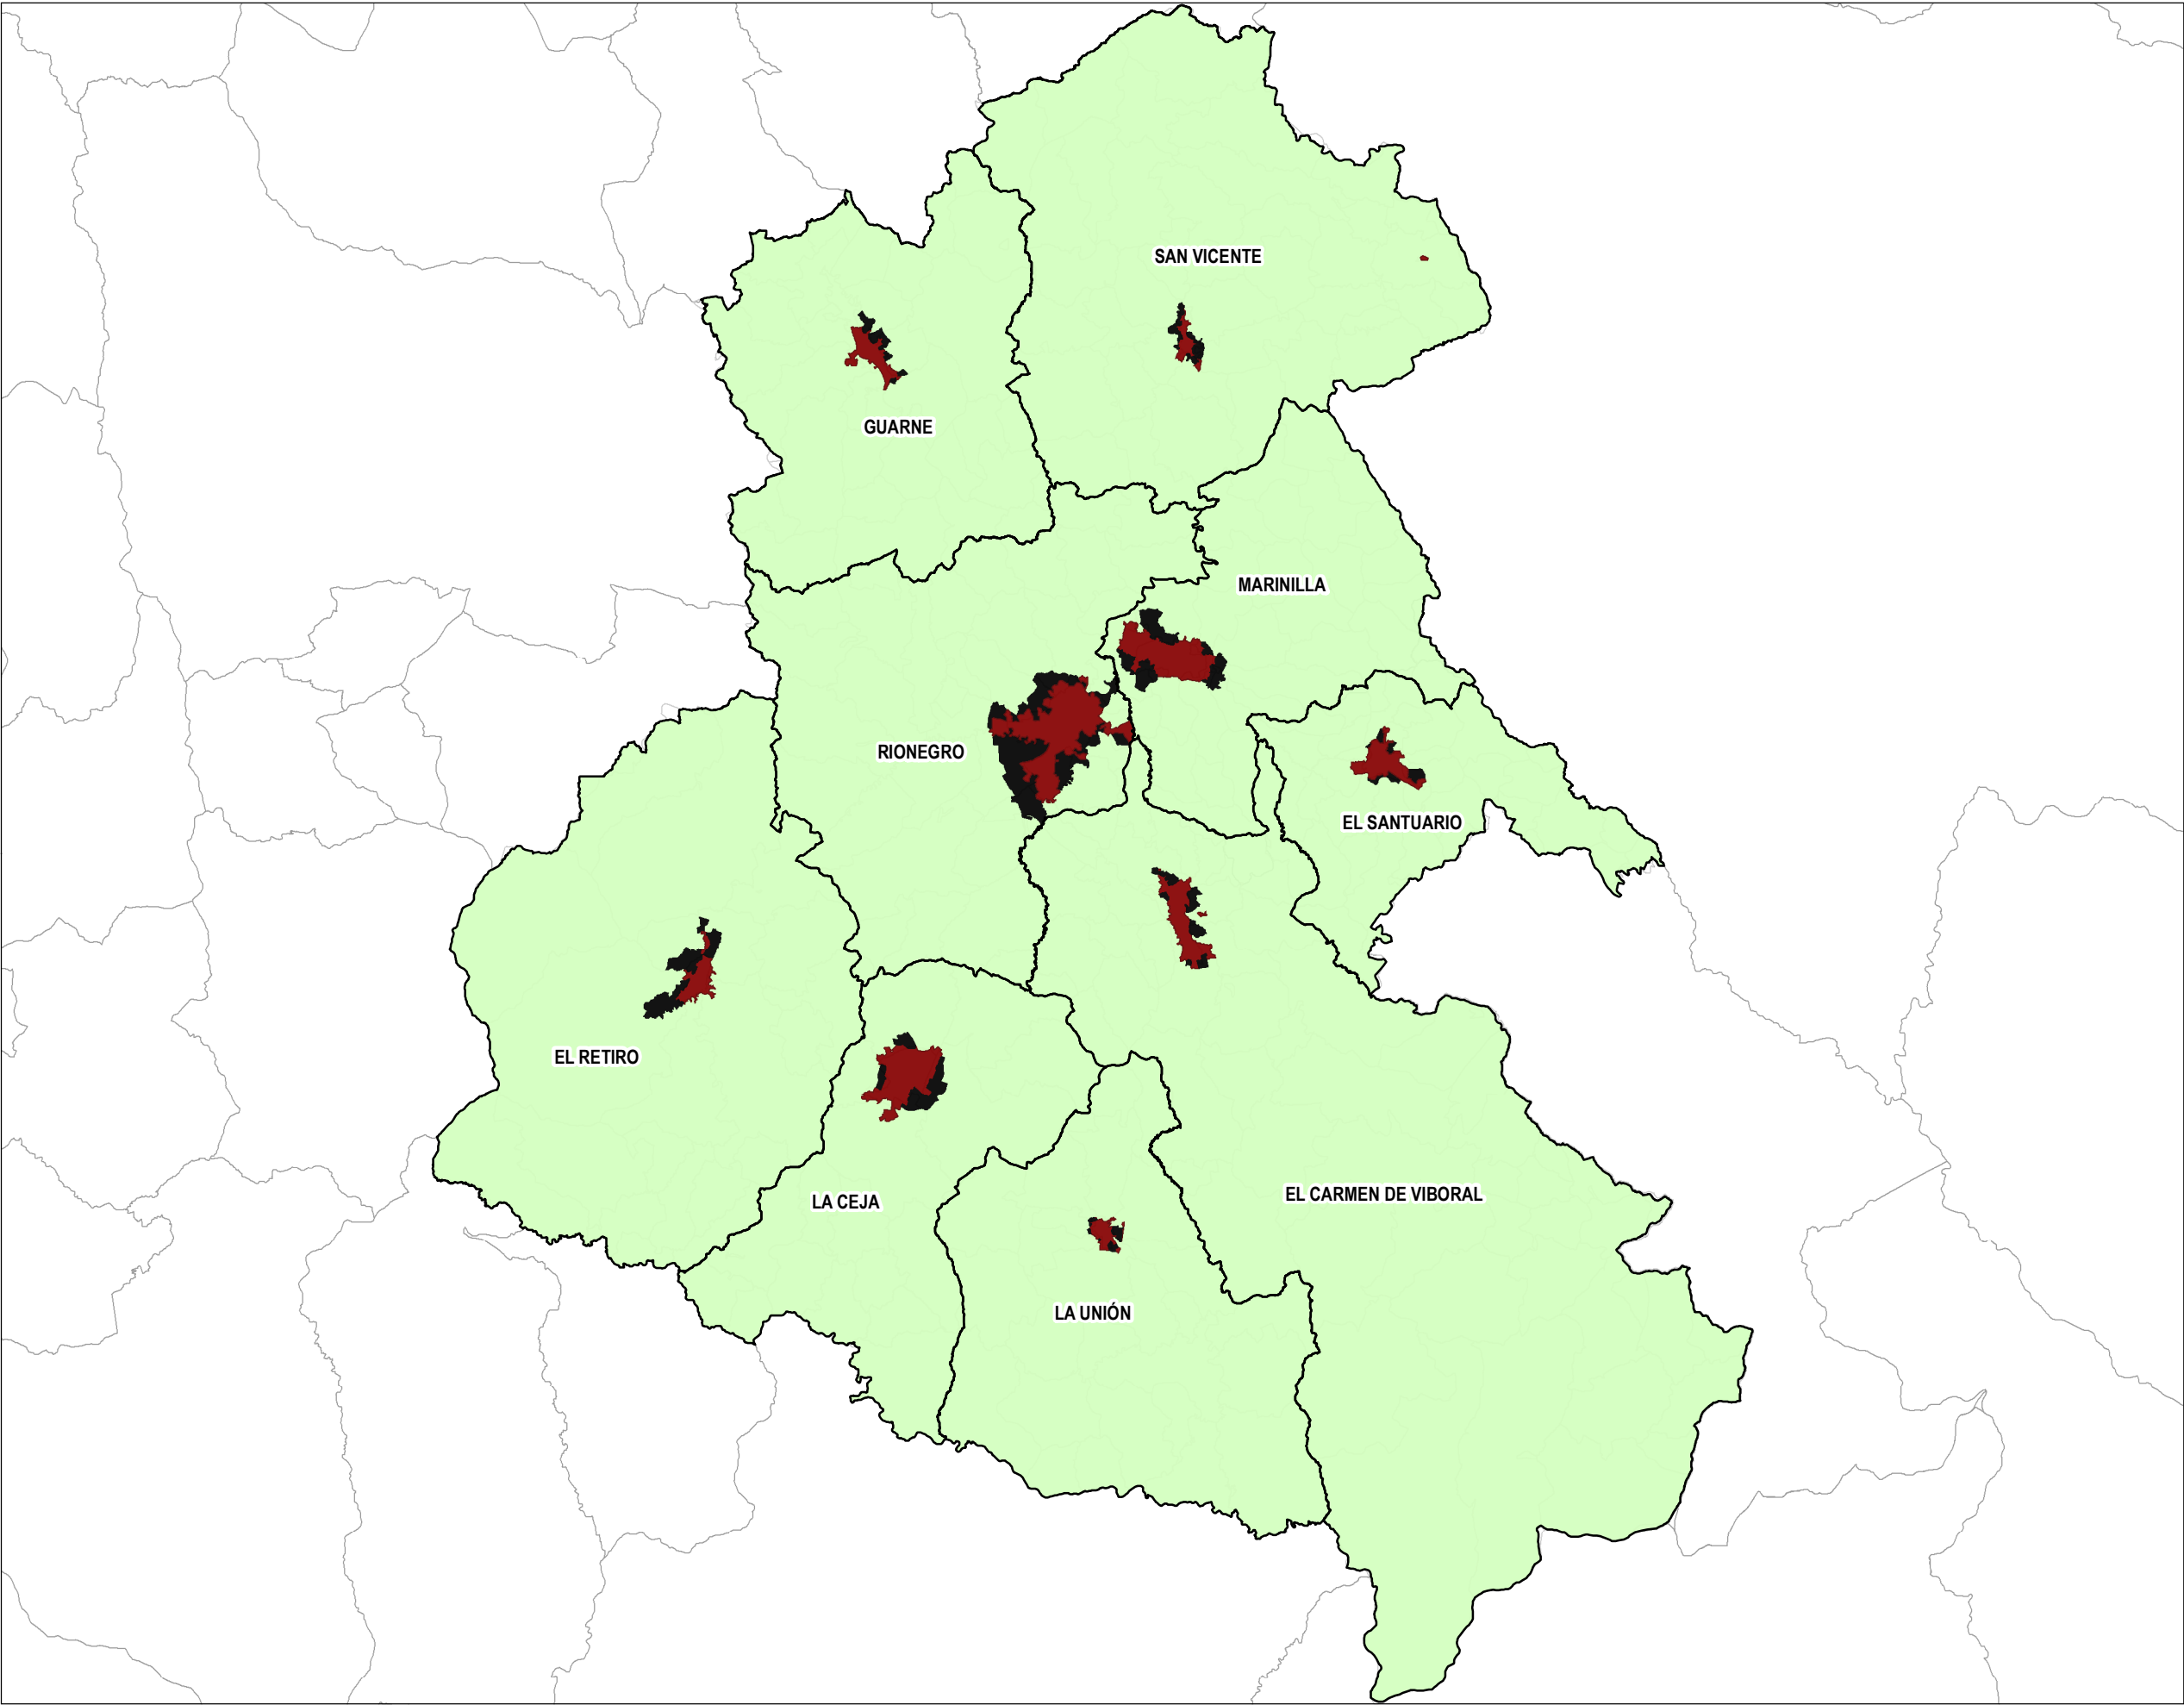 SAN VICENTE
GUARNE
MARINILLA
RIONEGRO
EL SANTUARIO
EL RETIRO
LA CEJA
EL CARMEN DE VIBORAL
LA UNIÓN